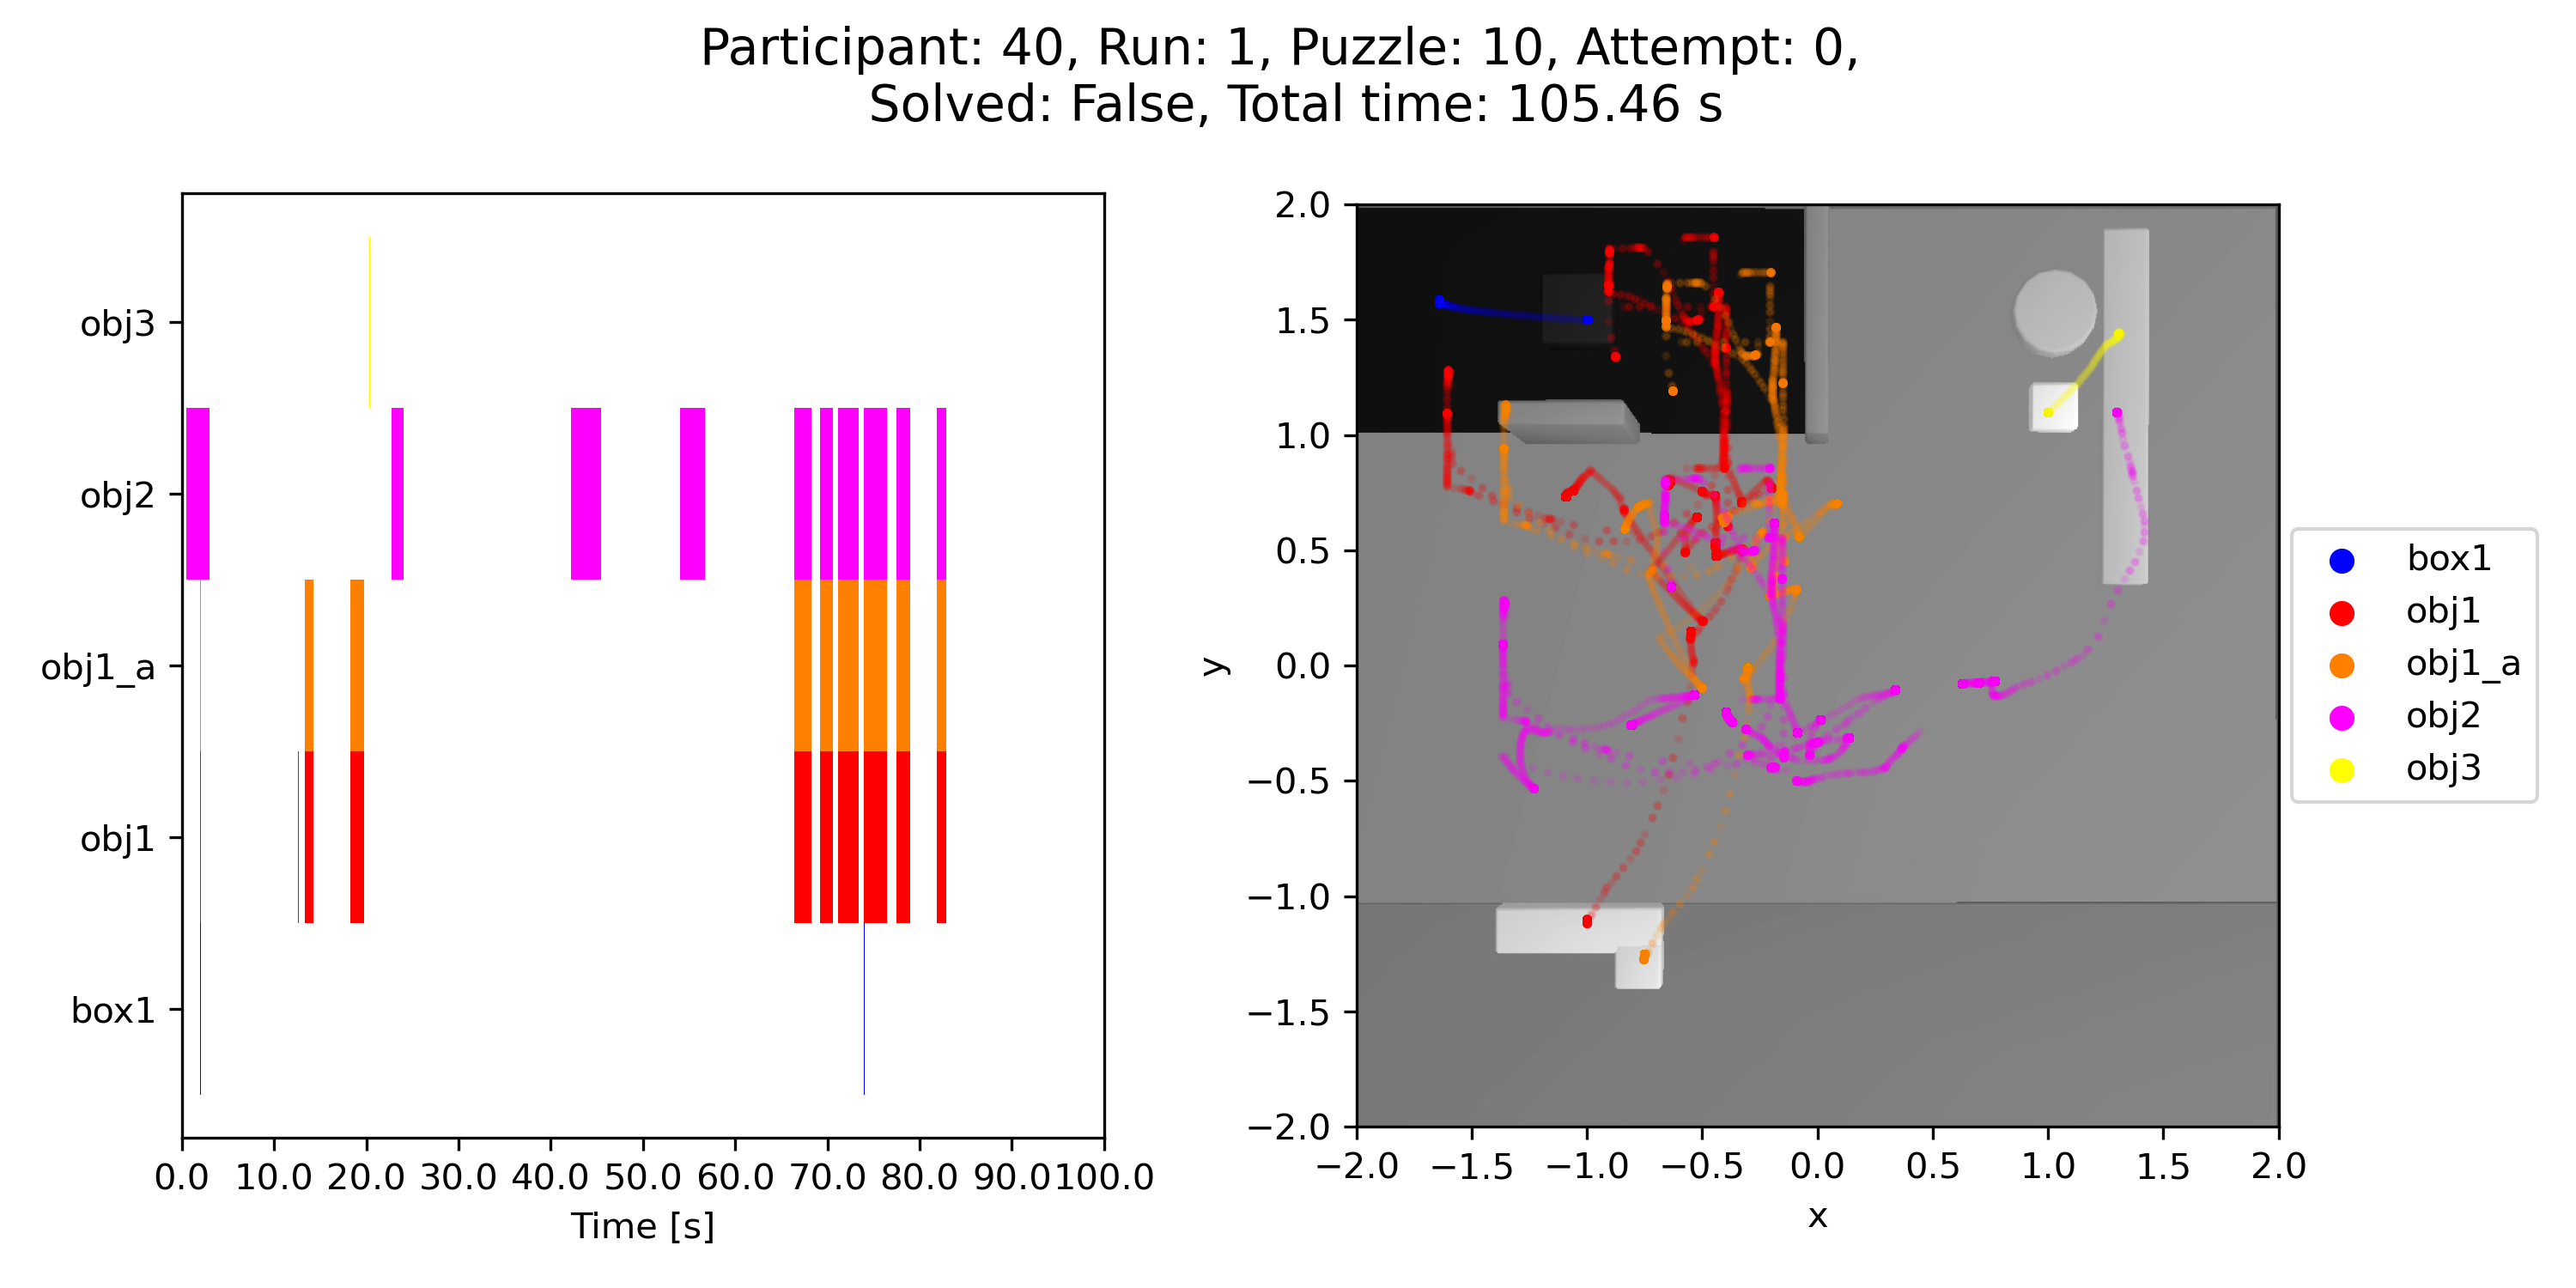 Participant: 40, Run: 1, Puzzle: 10, Attempt: 0,
Solved: False, Total time: 105.46 s
obj3
obj2
obj1_a
obj1
box1
0.0 10.0 20.0 30.0 40.0 50.0 60.0 70.0 80.0 90.0 100.0
Time [s]
2.0
1.5
1.0
0.5
0.0
−0.5
−1.0
−1.5
−2.0
y
−2.0 −1.5 −1.0 −0.5 0.0 0.5 1.0 1.5 2.0
x
box1
obj1
obj1_a
obj2
obj3